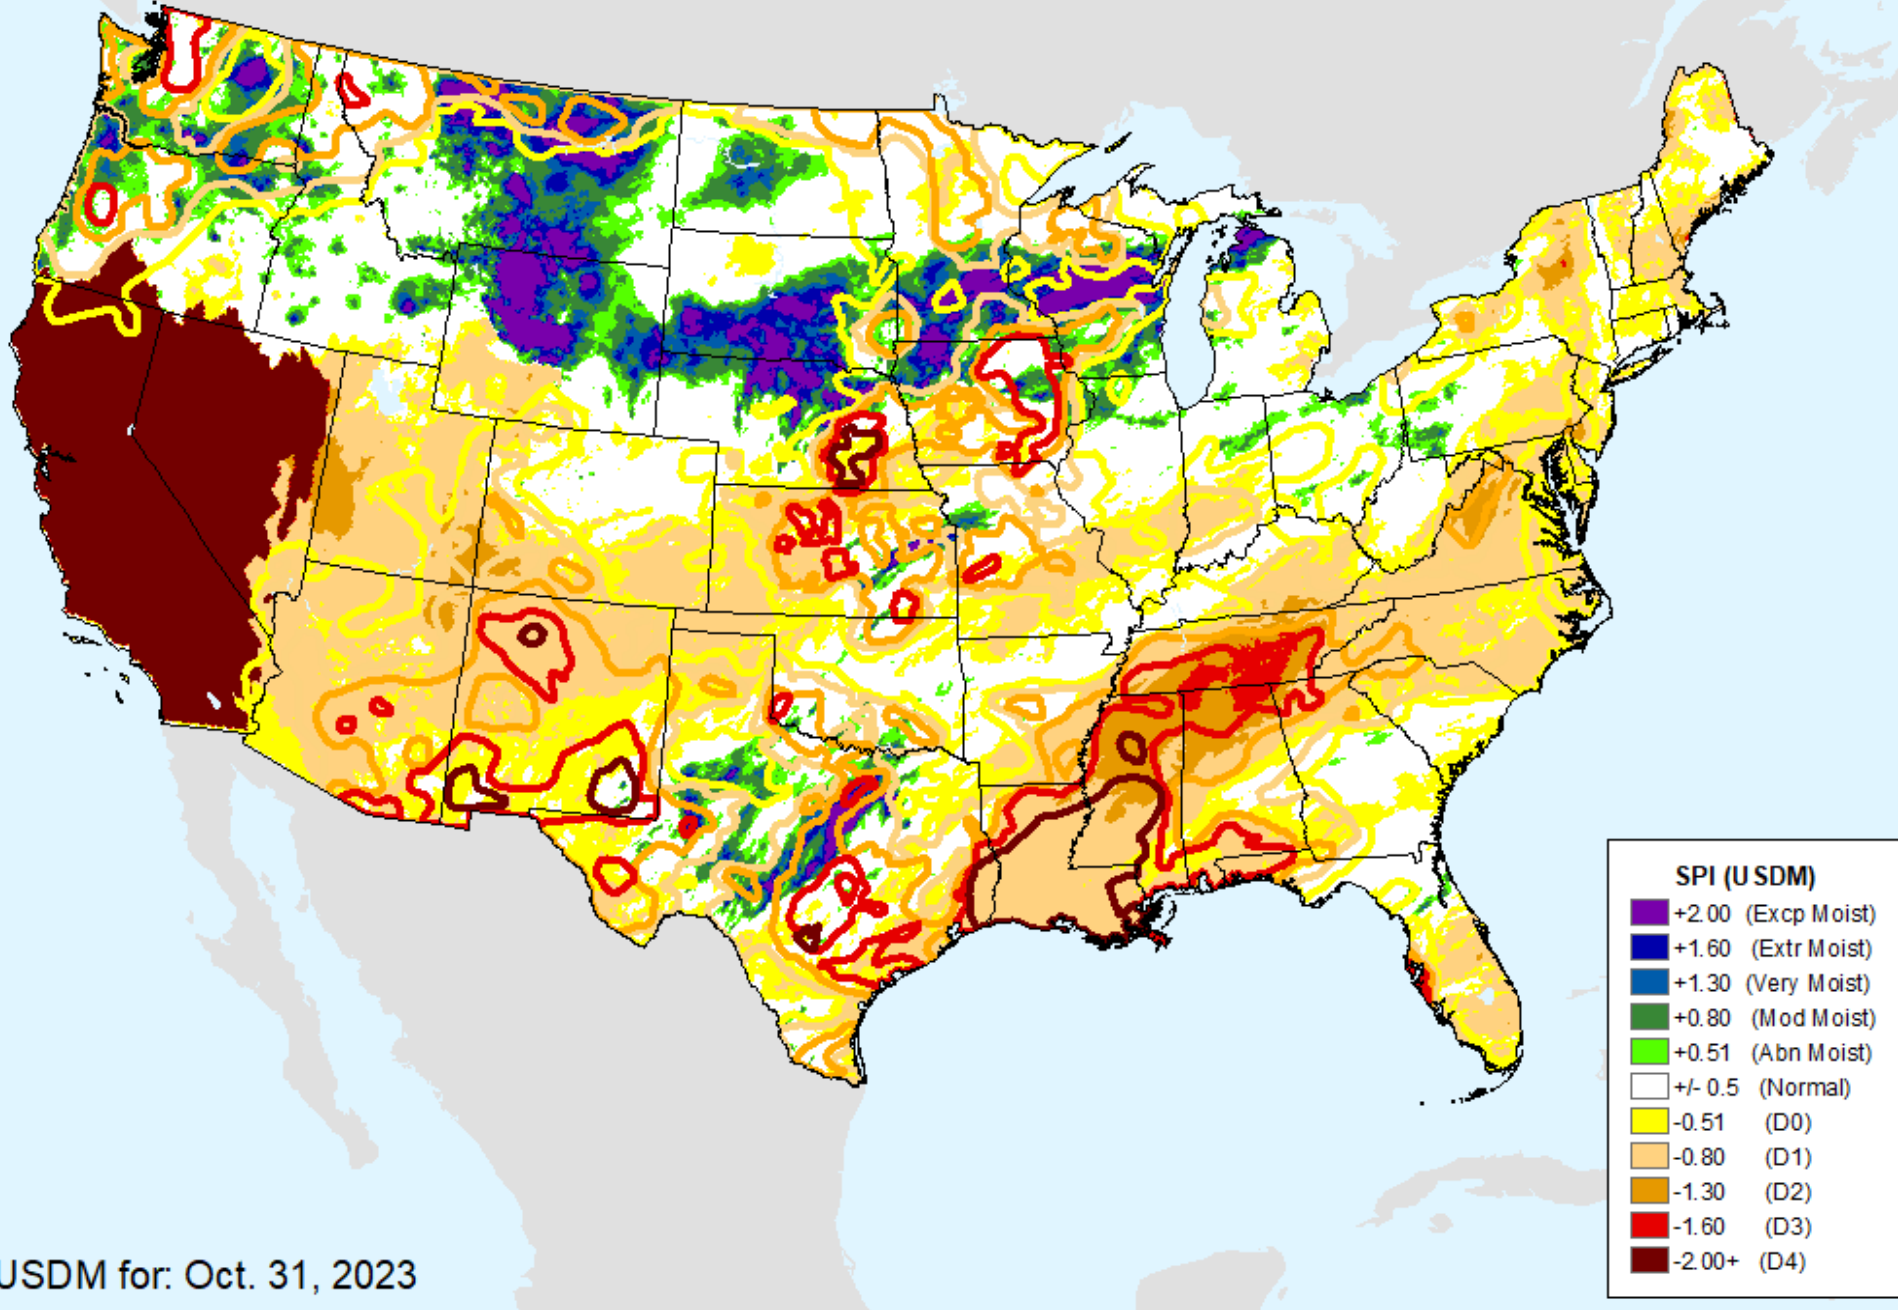 SPI (USDM)
+2.00 (Excp Moist)
+1.60 (Extr Moist)
+1.30 (Very Moist)
+0.80 (Mod Moist)
+0.51 (Abn Moist)
+/- 0.5 (Normal)
-0.51 (D0)
-0.80 (D1)
-1.30 (D2)
-1.60 (D3)
-2.00+ (D4)
USDM for: Oct. 31, 2023